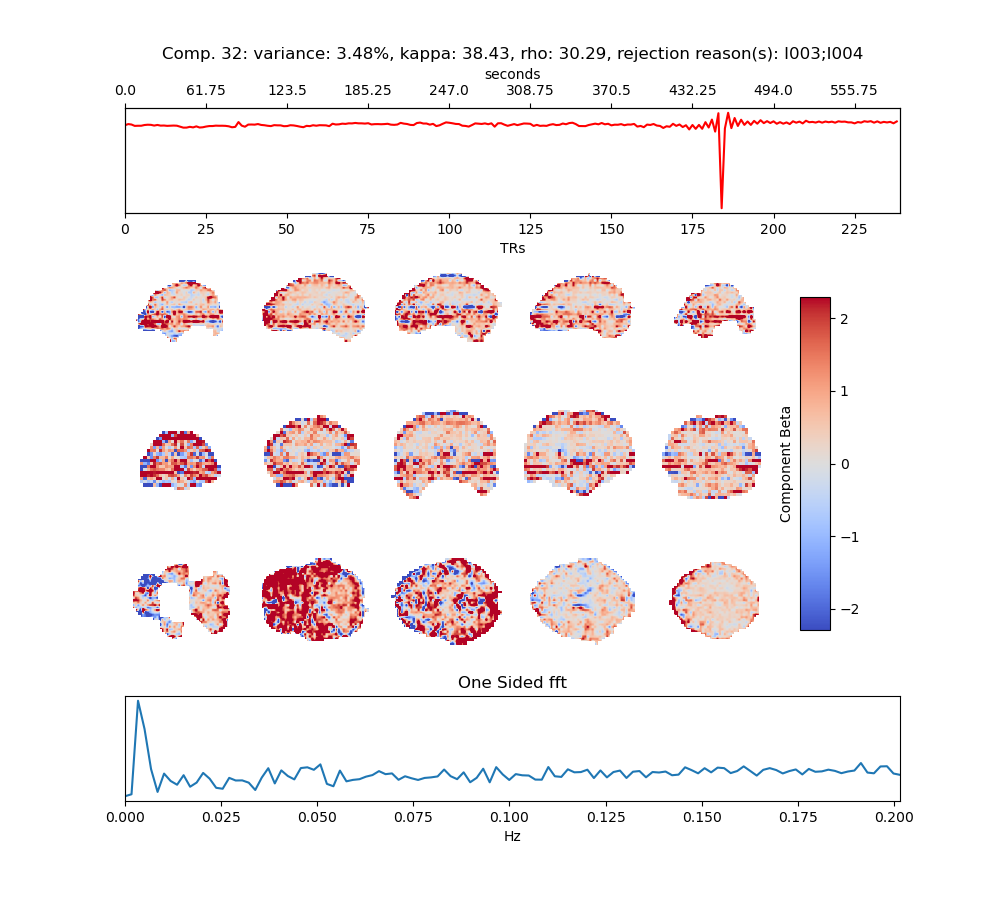 Comp. 32: variance: 3.48%, kappa: 38.43, rho: 30.29, rejection reason(s): I003;I004
seconds
0.0 61.75 123.5 185.25 247.0 308.75 370.5 432.25 494.0 555.75
0 25 50 75 100 125 150 175 200 225
TRs
2
1
0
−1
−2
Component Beta
One Sided fft
0.000 0.025 0.050 0.075 0.100 0.125 0.150 0.175 0.200
Hz